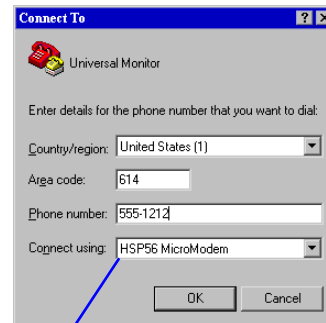 Connect To
Universal Monitor
Enter details for the phone number that you want to dial:
Country/region: United States (1)
Area code: 614
Phone number: 555-1212
Connect using: HSP56 MicroModem
OK Cancel